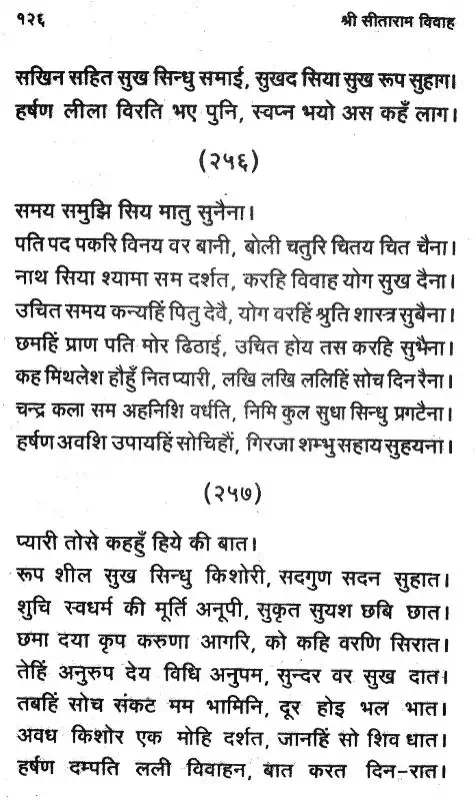 १२६ श्री सीताराम विवाह
सखिन सहित सुख सिन्धु समाई, सुखद सिया सुख रूप सुहाग।
हर्षण लीला विरति भए पुनि, स्वप्न भयो अस कहँ लाग।
(२५६)
समय समुझि सिय मातु सुनैना।
पति पद पकरि विनय वर बानी, बोली चतुरि चितय चित चैना।
नाथ सिया श्यामा सम दर्शत, करहि विवाह योग सुख दैना।
उचित समय कन्यहिं पितु देवै, योग वरहिं श्रुति शास्त्र सुबैना।
छमहिं प्राण पति मोर ढिठाई, उचित होय तस करहि सुभैना।
कह मिथलेश हौहुँ नित प्यारी, लखि लखि ललिहिं सोच दिन रैना।
चन्द्र कला सम अहनिशि वर्धति, निमि कुल सुधा सिन्धु प्रगटैना।
हर्षण अवशि उपायहिं सोचिहौं, गिरजा शम्भु सहाय सुहयना।
(२५७)
प्यारी तोसे कहहुँ हिये की बात।
रूप शील सुख सिन्धु किशोरी, सदगुण सदन सुहात।
शुचि स्वधर्म की मूर्ति अनूपी, सुकृत सुयश छबि छात।
छमा दया कृप करुणा आगरि, को कहि वरणि सिरात।
तेहिं अनुरुप देय विधि अनुपम, सुन्दर वर सुख दात।
तबहिं सोच संकट मम भामिनि, दूर होइ भल भात।
अवध किशोर एक मोहि दर्शत, जानहिं सो शिव धात।
हर्षण दम्पति लली विवाहन, बात करत दिन-रात।